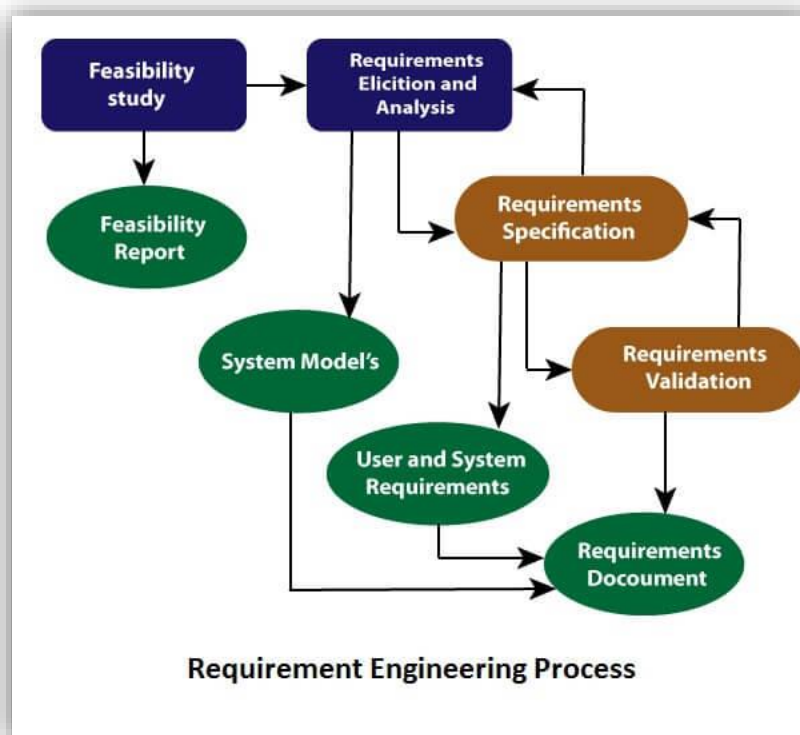 Feasibility
study
Requirements
Elicition and
Analysis
Feasibility
Report
Requirements
Specification
System Model's
Requirements
Validation
User and System
Requirements
Requirements
Docoument
Requirement Engineering Process